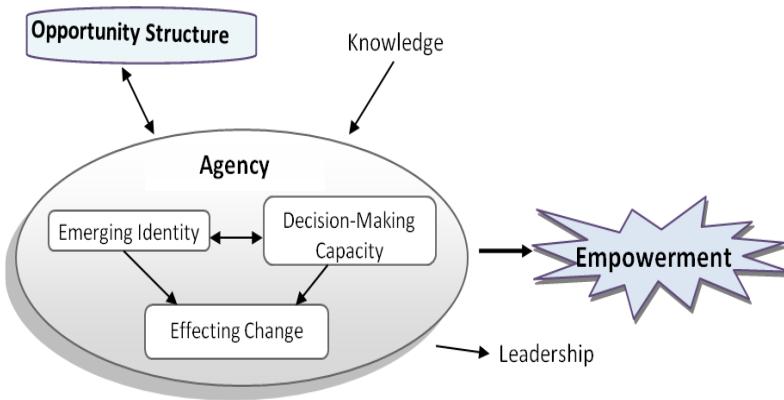 Opportunity Structure
Knowledge
Agency
Emerging Identity
Decision-Making
Capacity
Empowerment
Effecting Change
Leadership